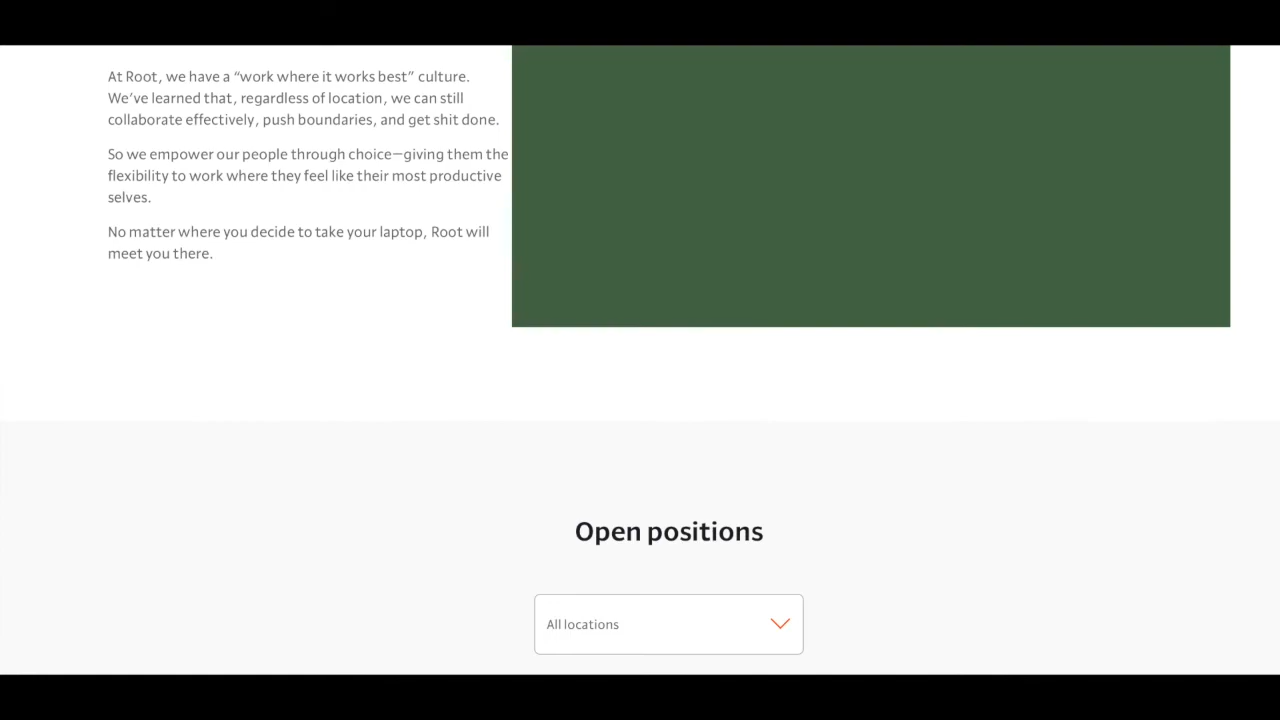 At Root, we have a “work where it works best” culture.
We’ve learned that, regardless of location, we can still
collaborate effectively, push boundaries, and get shit done.
So we empower our people through choice—giving them the
flexibility to work where they feel like their most productive
selves.
No matter where you decide to take your laptop, Root will
meet you there.
Open positions
All locations